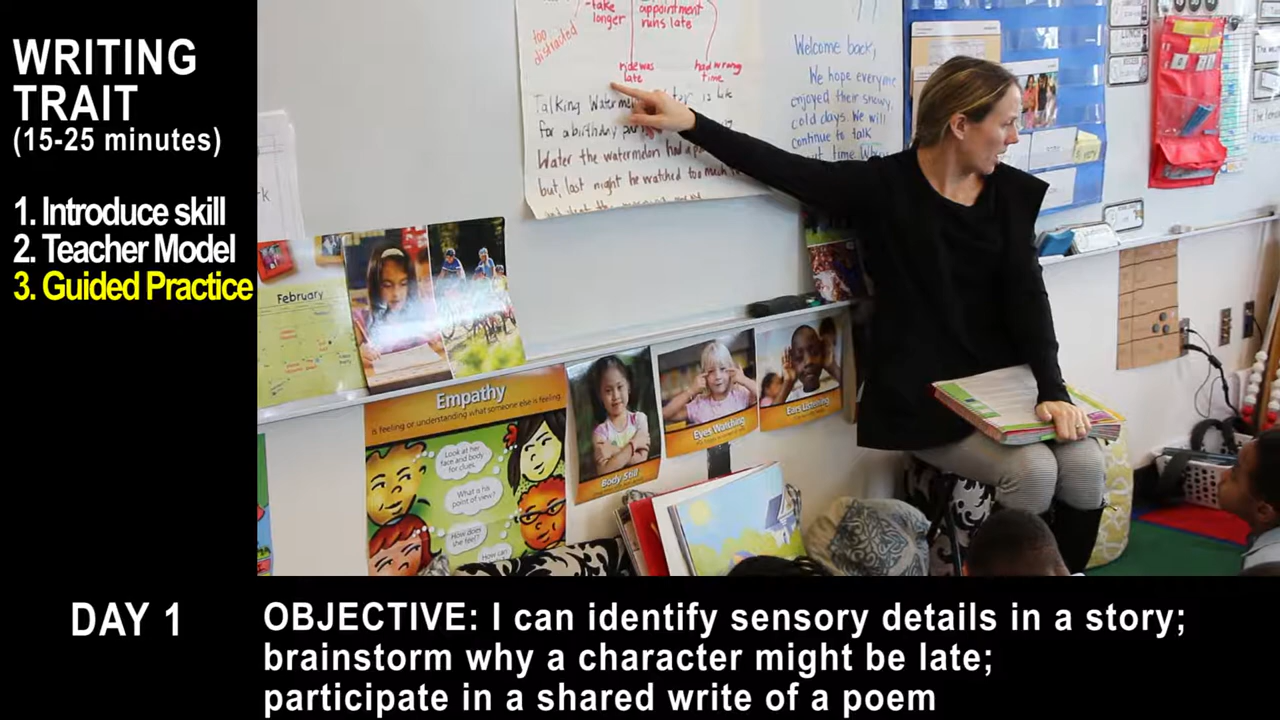 WRITING
TRAIT
(15-25 minutes)
1. Introduce skill
2. Teacher Model
3. Guided Practice
-take
longer
too
distracted
appointment
runs late
ride was
late
had wrong
time
Talking
for a birthday
Water the watermelon had a
but, last night he watched too much
Welcome back,
We hope everyone
enjoyed their snowy,
cold days. We will
continue to talk
time
February
Empathy
is feeling or understanding what someone else is feeling.
Look at her
face and body
for clues.
What is his
point of view?
How does
she feel?
How can
Body Still
Eyes Watching
Ears Listening
DAY 1
OBJECTIVE: I can identify sensory details in a story;
brainstorm why a character might be late;
participate in a shared write of a poem